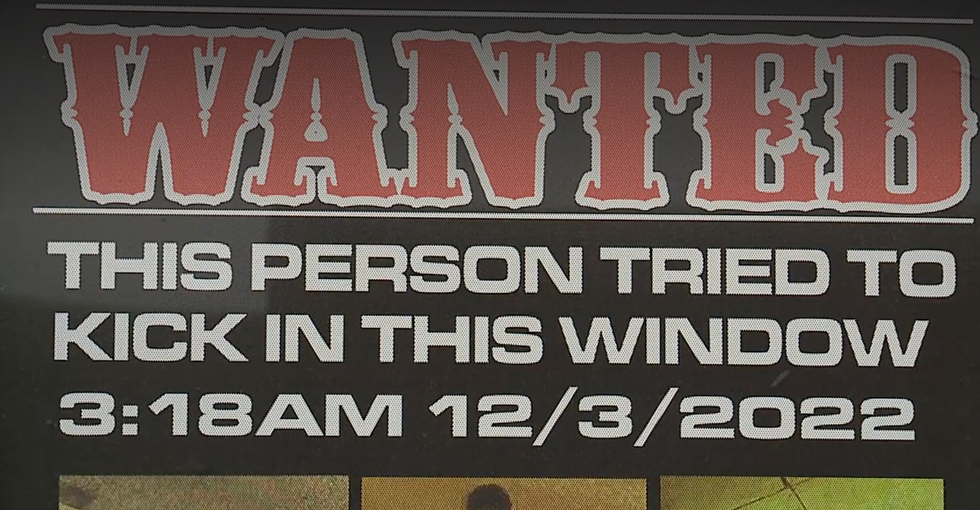 WANTED
THIS PERSON TRIED TO
KICK IN THIS WINDOW
3:18AM 12/3/2022